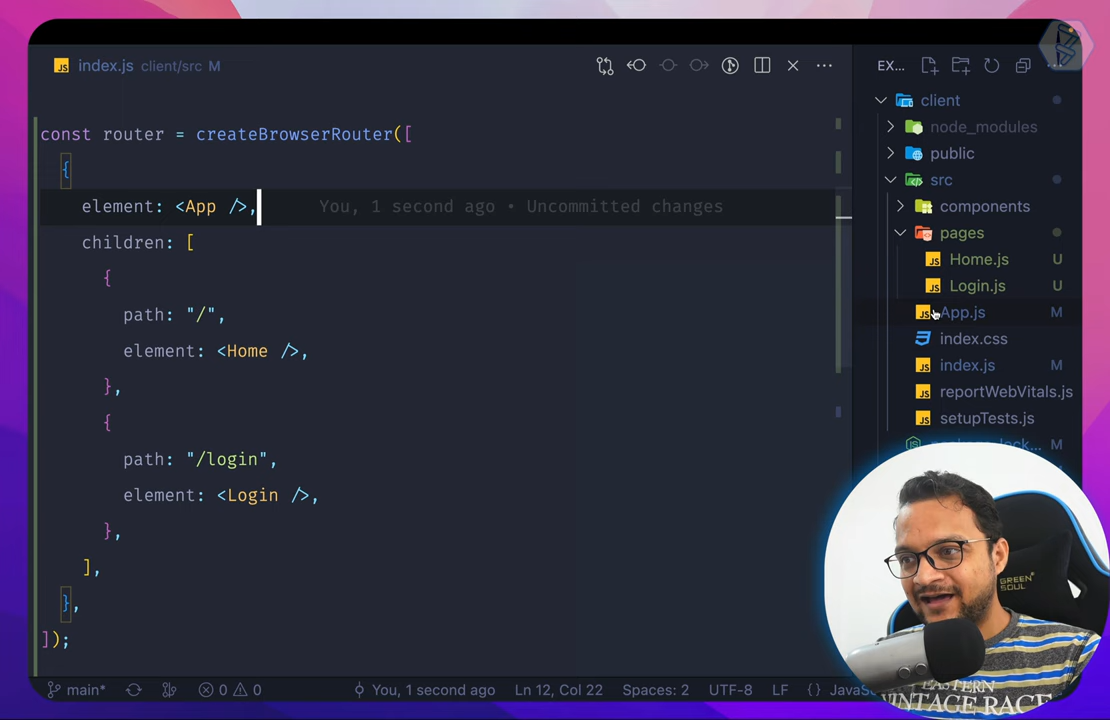 index.js client/src M
const router = createBrowserRouter([
{
element: <App />, You, 1 second ago • Uncommitted changes
children: [
{
path: "/",
element: <Home />,
},
{
path: "/login",
element: <Login />,
},
],
},
]);
EX...
client
node_modules
public
src
components
pages
Home.js U
Login.js U
App.js M
index.css
index.js M
reportWebVitals.js
setupTests.js
M
GREEN
SOUL
EASTERN
VINTAGE RACE
main* 0 0 You, 1 second ago Ln 12, Col 22 Spaces: 2 UTF-8 LF {}